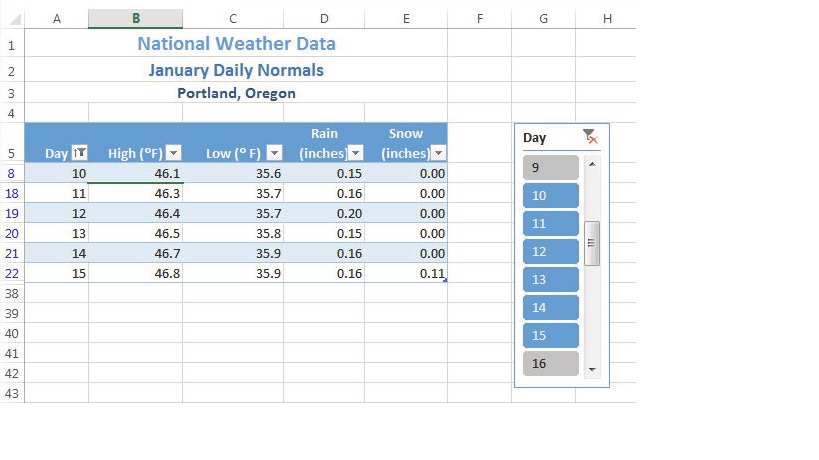 A B C D E F G H
1 National Weather Data
2 January Daily Normals
3 Portland, Oregon
4
Rain Snow
5 Day High (°F) Low (° F) (inches) (inches)
8 10 46.1 35.6 0.15 0.00
18 11 46.3 35.7 0.16 0.00
19 12 46.4 35.7 0.20 0.00
20 13 46.5 35.8 0.15 0.00
21 14 46.7 35.9 0.16 0.00
22 15 46.8 35.9 0.16 0.11
38
39
40
41
42
43
Day
9
10
11
12
13
14
15
16